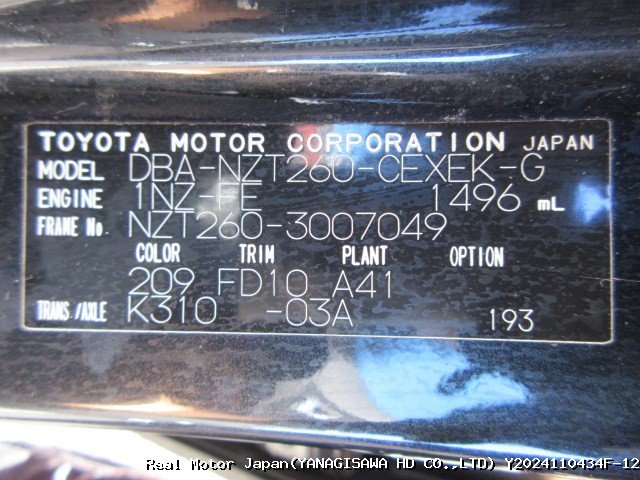 TOYOTA MOTOR CORPORATION JAPAN
MODEL DBA-NZT260-CEXEK-G
ENGINE 1NZ-FE 1496 mL
FRAME No. NZT260-3007049
COLOR TRIM PLANT OPTION
209 FD10 A41
TRANS./AXLE K310 -03A 193
Real Motor Japan(YANAGISAWA HD CO.,LTD) Y2024110434F-12